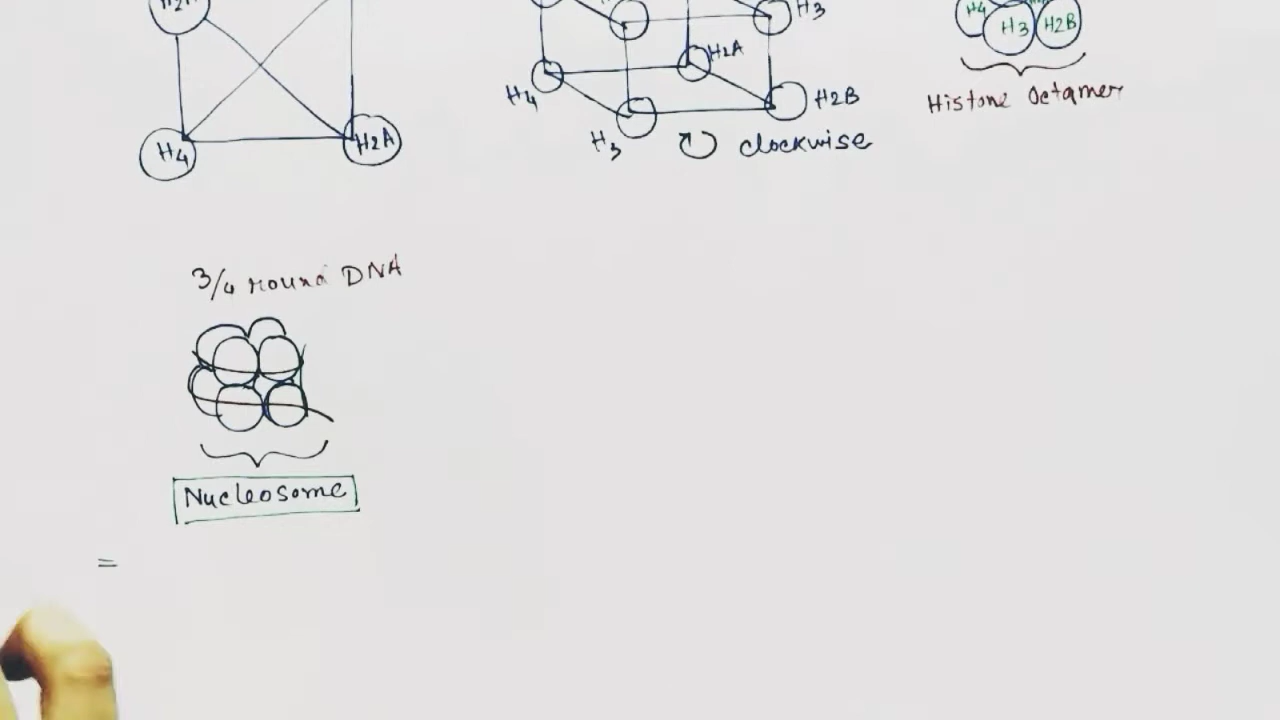 H3
H4
H3 H2B
H2A
H4
H2B
Histone Octamer
H4
H2A
H3
clockwise
3/4 round DNA
Nucleosome
=